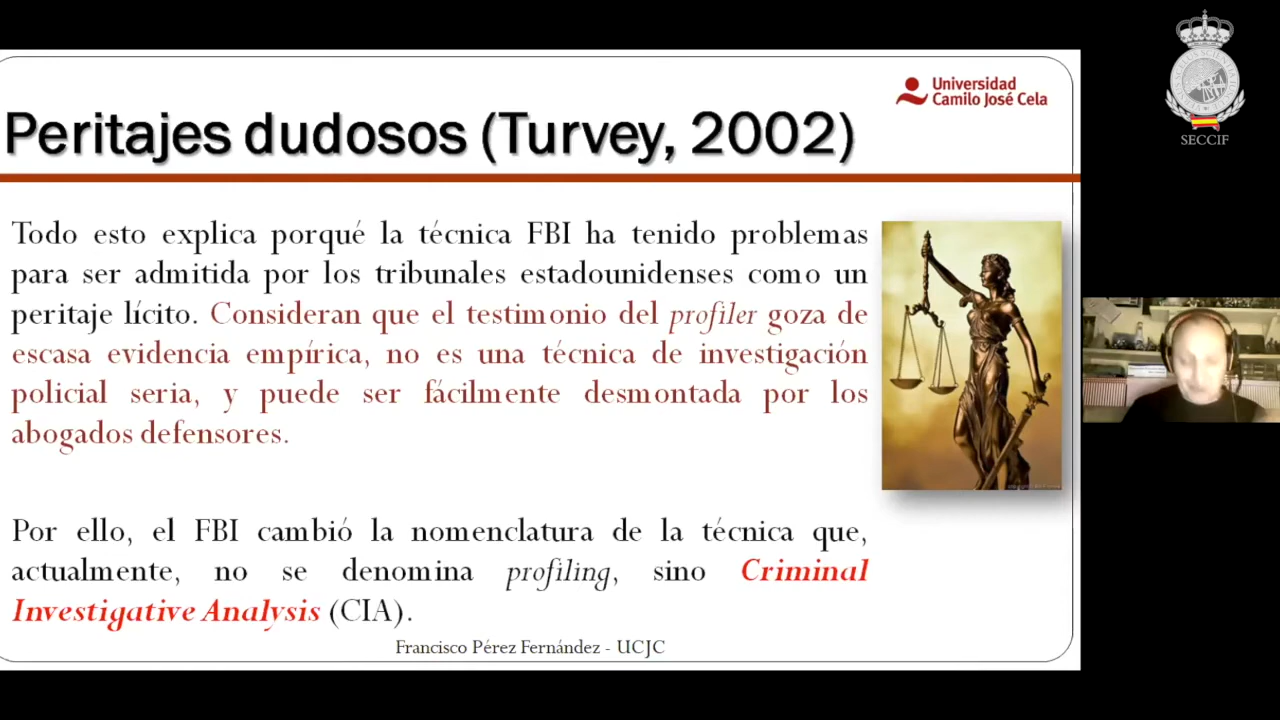 Universidad
Camilo José Cela
SECCIF
Peritajes dudosos (Turvey, 2002)
Todo esto explica porqué la técnica FBI ha tenido problemas
para ser admitida por los tribunales estadounidenses como un
peritaje lícito. Consideran que el testimonio del profiler goza de
escasa evidencia empírica, no es una técnica de investigación
policial seria, y puede ser fácilmente desmontada por los
abogados defensores.
Por ello, el FBI cambió la nomenclatura de la técnica que,
actualmente, no se denomina profiling, sino Criminal
Investigative Analysis (CIA).
Francisco Pérez Fernández - UCJC